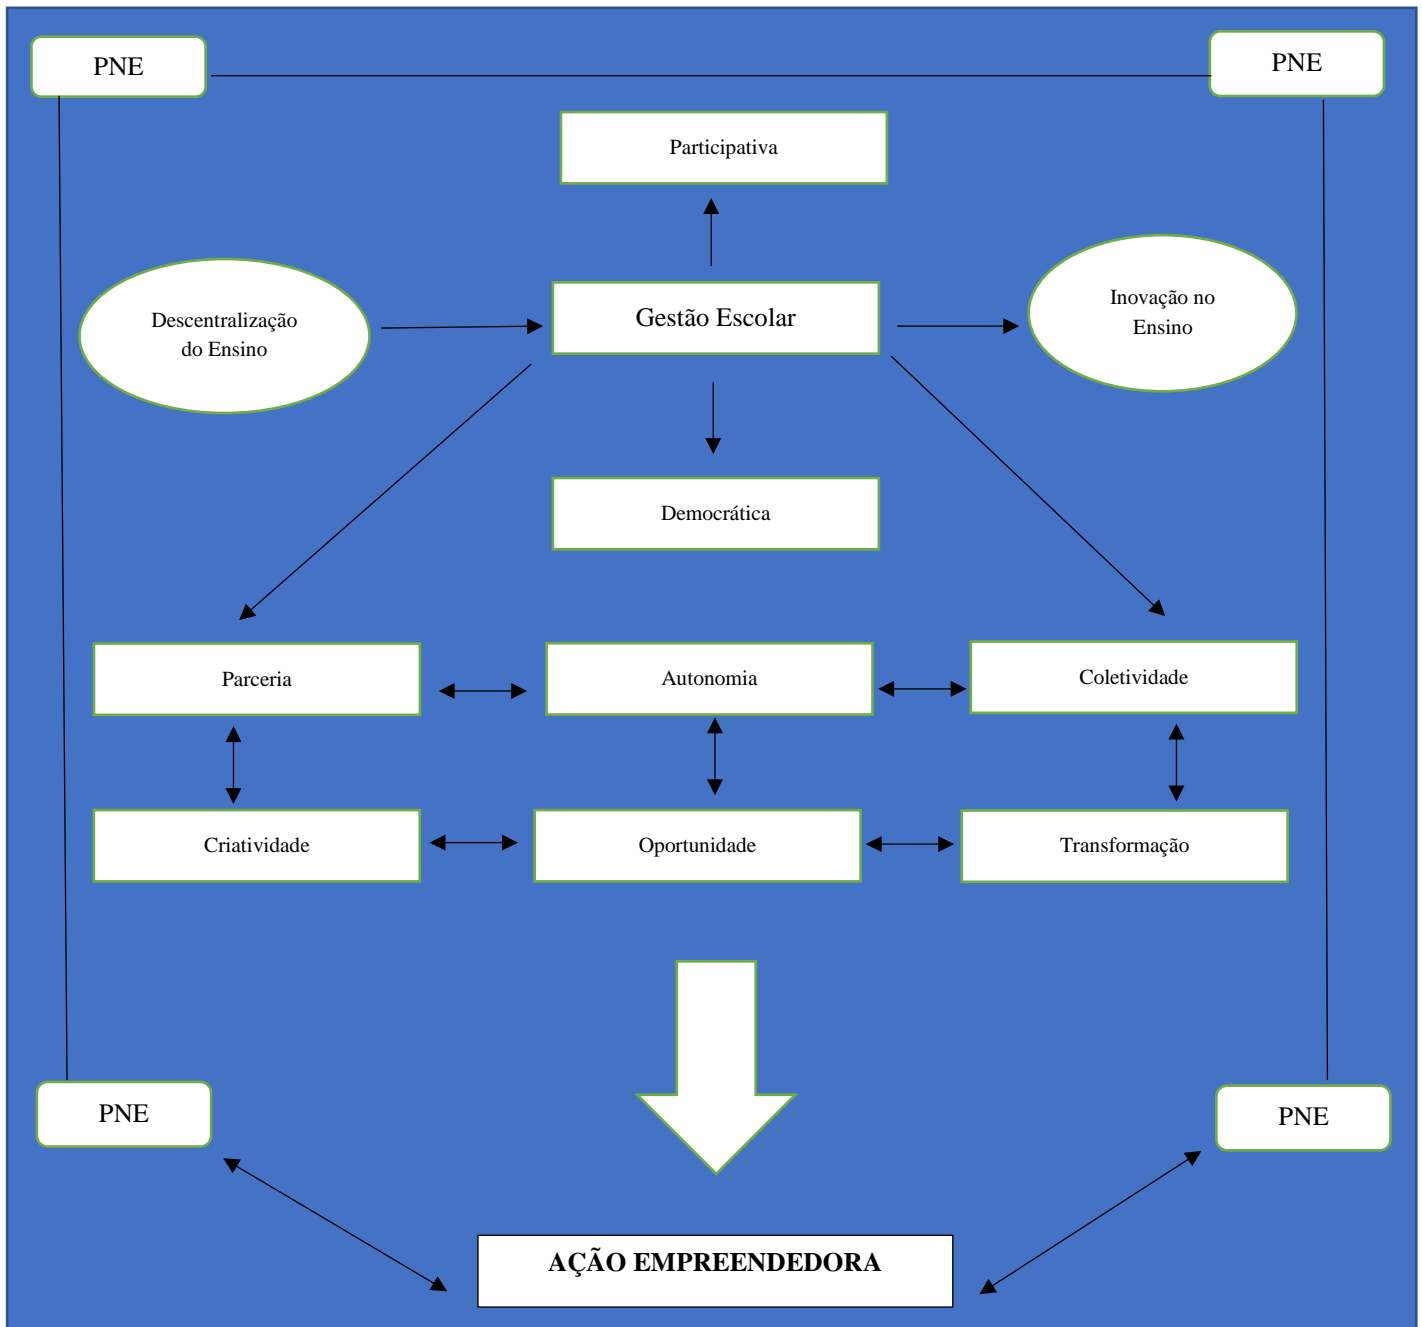 PNE
PNE
Participativa
Descentralização
do Ensino
Gestão Escolar
Inovação no
Ensino
Democrática
Parceria
Autonomia
Coletividade
Criatividade
Oportunidade
Transformação
PNE
PNE
AÇÃO EMPREENDEDORA